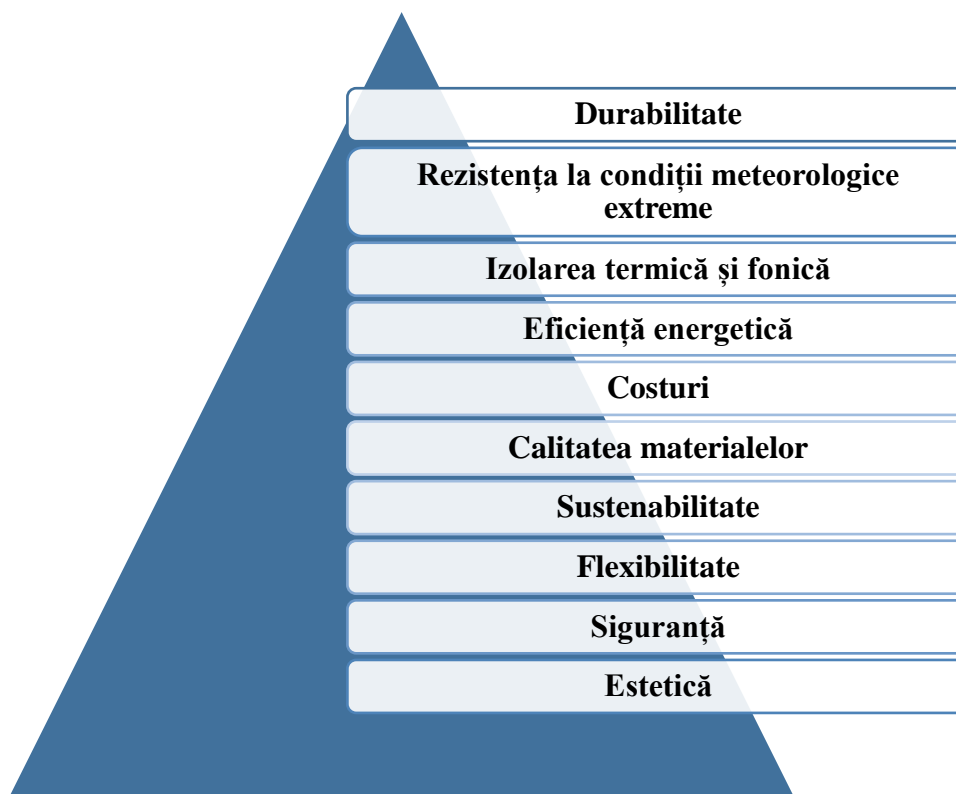 Durabilitate
Rezistența la condiții meteorologice
extreme
Izolarea termică și fonică
Eficiență energetică
Costuri
Calitatea materialelor
Sustenabilitate
Flexibilitate
Siguranță
Estetică